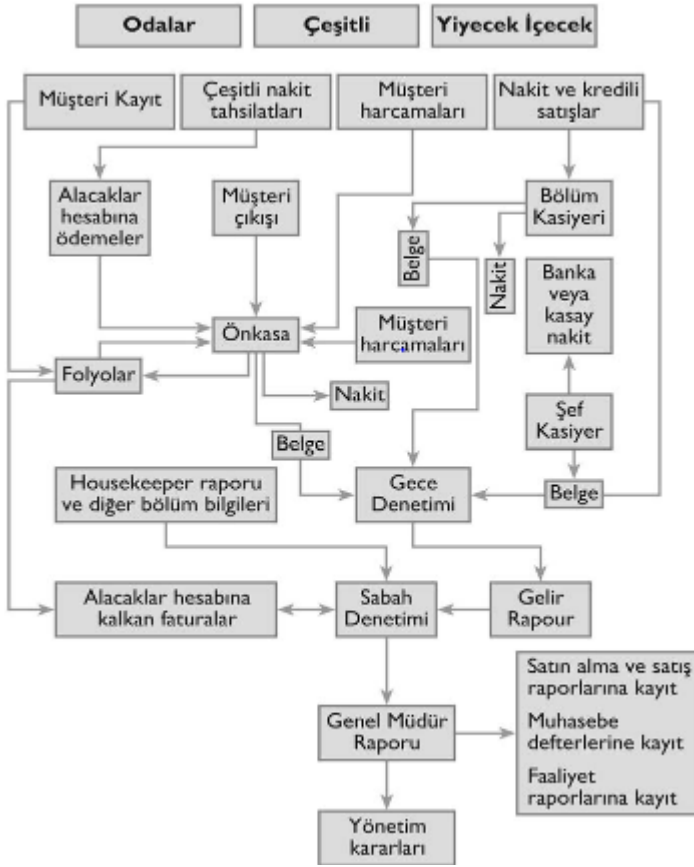 Odalar
Çeşitli
Yiyecek İçecek
Müşteri Kayıt
Çeşitli nakit
tahsilatları
Müşteri
harcamaları
Nakit ve kredili
satışlar
Alacaklar
hesabına
ödemeler
Müşteri
çıkışı
Belge
Bölüm
Kasiyeri
Nakit
Banka
veya
kasay
nakit
Önkasa
Müşteri
harcamaları
Folyolar
Nakit
Şef
Kasiyer
Belge
Housekeeper raporu
ve diğer bölüm bilgileri
Gece
Denetimi
Belge
Alacaklar hesabına
kalkan faturalar
Sabah
Denetimi
Gelir
Rapour
Genel Müdür
Raporu
Satın alma ve satış
raporlarına kayıt
Muhasebe
defterlerine kayıt
Faaliyet
raporlarına kayıt
Yönetim
kararları